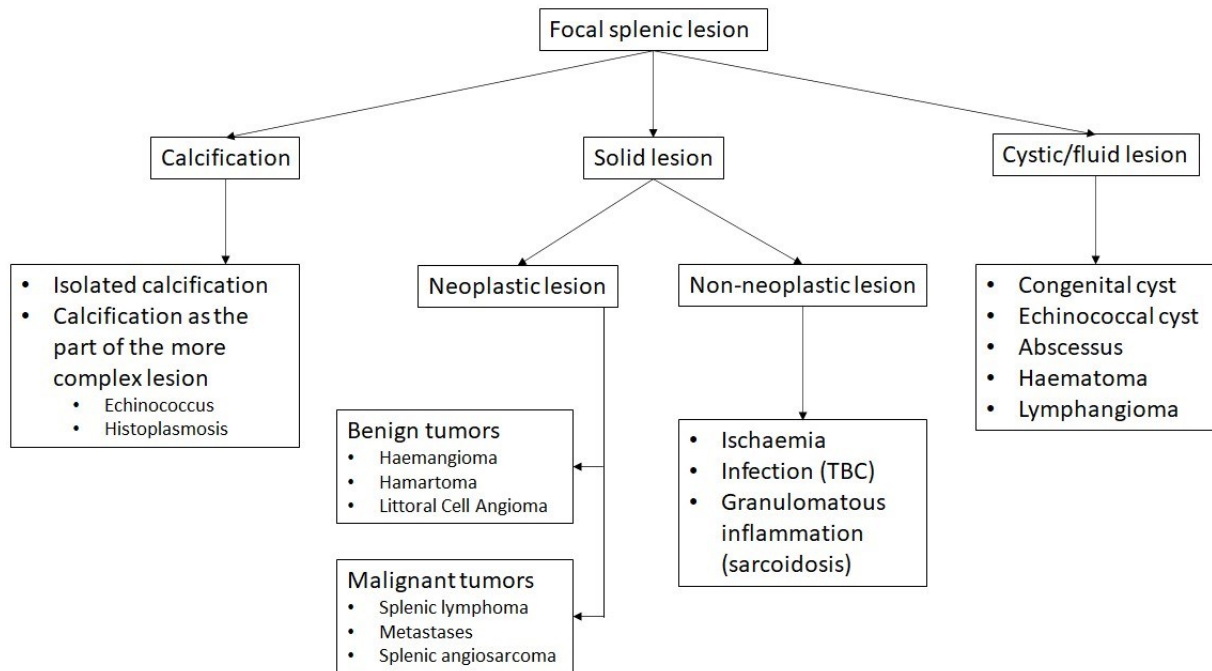 Focal splenic lesion
Calcification
Solid lesion
Cystic/fluid lesion
• Isolated calcification
• Calcification as the
part of the more
complex lesion
• Echinococcus
• Histoplasmosis
Neoplastic lesion
Non-neoplastic lesion
• Congenital cyst
• Echinococcal cyst
• Abscessus
• Haematoma
• Lymphangioma
Benign tumors
• Haemangioma
• Hamartoma
• Littoral Cell Angioma
• Ischaemia
• Infection (TBC)
• Granulomatous
inflammation
(sarcoidosis)
Malignant tumors
• Splenic lymphoma
• Metastases
• Splenic angiosarcoma